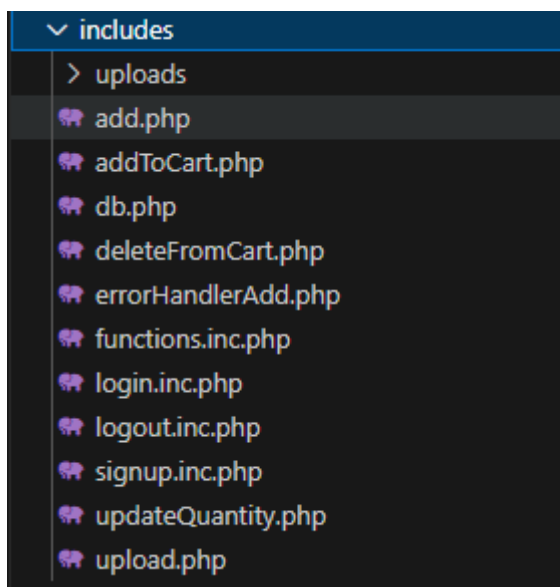 includes
uploads
add.php
addToCart.php
db.php
deleteFromCart.php
errorHandlerAdd.php
functions.inc.php
login.inc.php
logout.inc.php
signup.inc.php
updateQuantity.php
upload.php